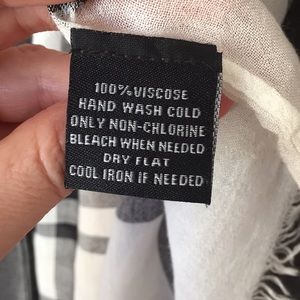 100%VISCOSE
HAND WASH COLD
ONLY NON-CHLORINE
BLEACH WHEN NEEDED
DRY FLAT
COOL IRON IF NEEDED